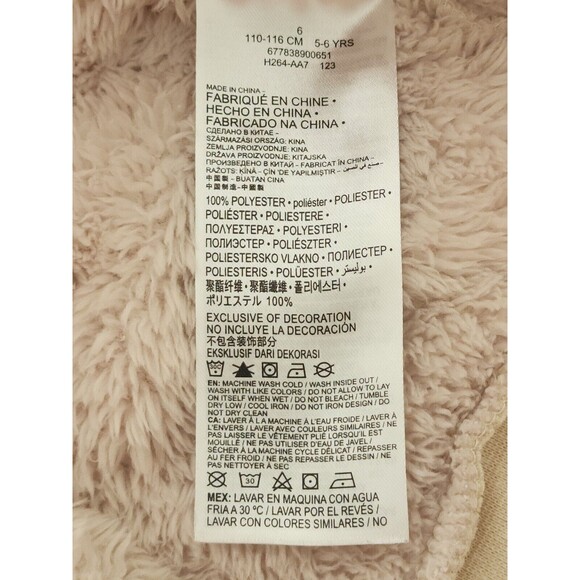 6
110-116 CM 5-6 YRS
677838900651
H264-AA7 123
MADE IN CHINA •
FABRIQUÉ EN CHINE •
HECHO EN CHINA •
FABRICADO NA CHINA •
СДЕЛАНО В КИТАЕ •
SZÁRMAZÁSI ORSZÁG: KINA
ZEMLJA PROIZVODNJE: KINA
DRŽAVA PROIZVODNJE: KITAJSKA
ПРОИЗВЕДЕНО В КИТАЙ • FABRICAT ÎN CHINA •
RAŽOTS: ĶĪNĀ • ÇİN 'DE YAPILMIŞTIR • صنع في الصين
中國製 • BUATAN CINA
中国制造 • 中国製
100% POLYESTER • poliéster • POLIESTER •
POLIÉSTER • POLIESTERE •
ΠΟΛΥΕΣΤΕΡΑΣ • POLYESTERI •
ПОЛИЭСТЕР • POLIÉSZTER •
POLIESTERSKO VLAKNO • ПОЛИЕСТЕР •
POLIESTERIS • POLÜESTER • بوليستر •
聚酯纤维 • 聚酯纖維 • 폴리에스터 •
ポリエステル 100%
EXCLUSIVE OF DECORATION
NO INCLUYE LA DECORACIÓN
不包含装饰部分
EKSKLUSIF DARI DEKORASI
EN: MACHINE WASH COLD / WASH INSIDE OUT /
WASH WITH LIKE COLORS / DO NOT ALLOW TO LAY
ON ITSELF WHEN WET / DO NOT BLEACH / TUMBLE
DRY LOW / COOL IRON / DO NOT IRON DESIGN / DO
NOT DRY CLEAN
CA: LAVER À LA MACHINE À L'EAU FROIDE / LAVER À
L'ENVERS / LAVER AVEC COULEURS SIMILAIRES / NE
PAS LAISSER LE VÊTEMENT PLIÉ LORSQU'IL EST
MOUILLÉ / NE PAS UTILISER D'EAU DE JAVEL /
SÉCHER À LA MACHINE CYCLE DÉLICAT / REPASSER
AU FER FROID / NE PAS REPASSER LE DESSIN / NE PAS
NETTOYER À SEC
30
MEX: LAVAR EN MAQUINA CON AGUA
FRIA A 30 ºC / LAVAR POR EL REVÉS /
LAVAR CON COLORES SIMILARES / NO